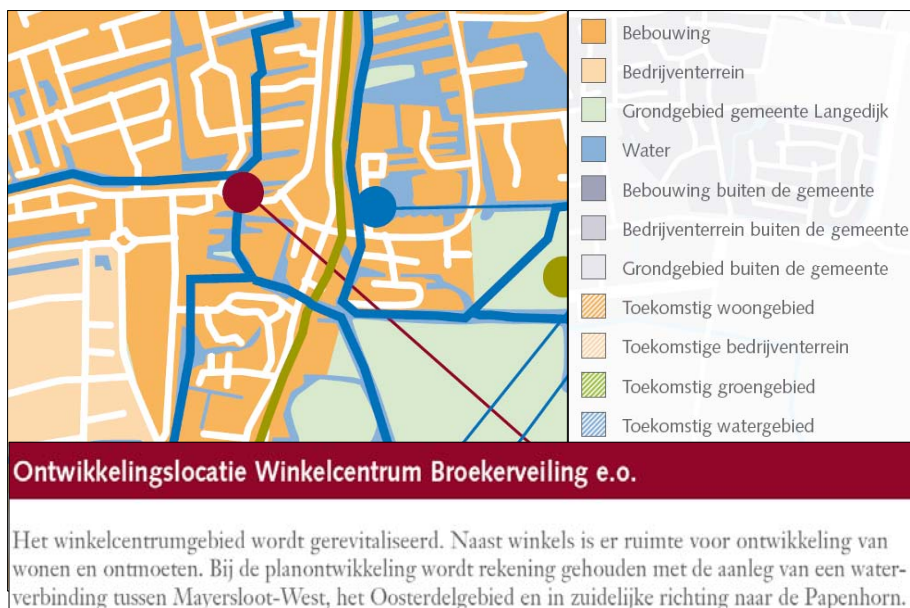 Bebouwing
Bedrijventerrein
Grondgebied gemeente Langedijk
Water
Bebouwing buiten de gemeente
Bedrijventerrein buiten de gemeente
Grondgebied buiten de gemeente
Toekomstig woongebied
Toekomstige bedrijventerrein
Toekomstig groengebied
Toekomstig watergebied
Ontwikkelingslocatie Winkelcentrum Broekerveiling e.o.
Het winkelcentrumgebied wordt gerevitaliseerd. Naast winkels is er ruimte voor ontwikkeling van
wonen en ontmoeten. Bij de planontwikkeling wordt rekening gehouden met de aanleg van een water-
verbinding tussen Mayersloot-West, het Oosterdelgebied en in zuidelijke richting naar de Papenhorn.